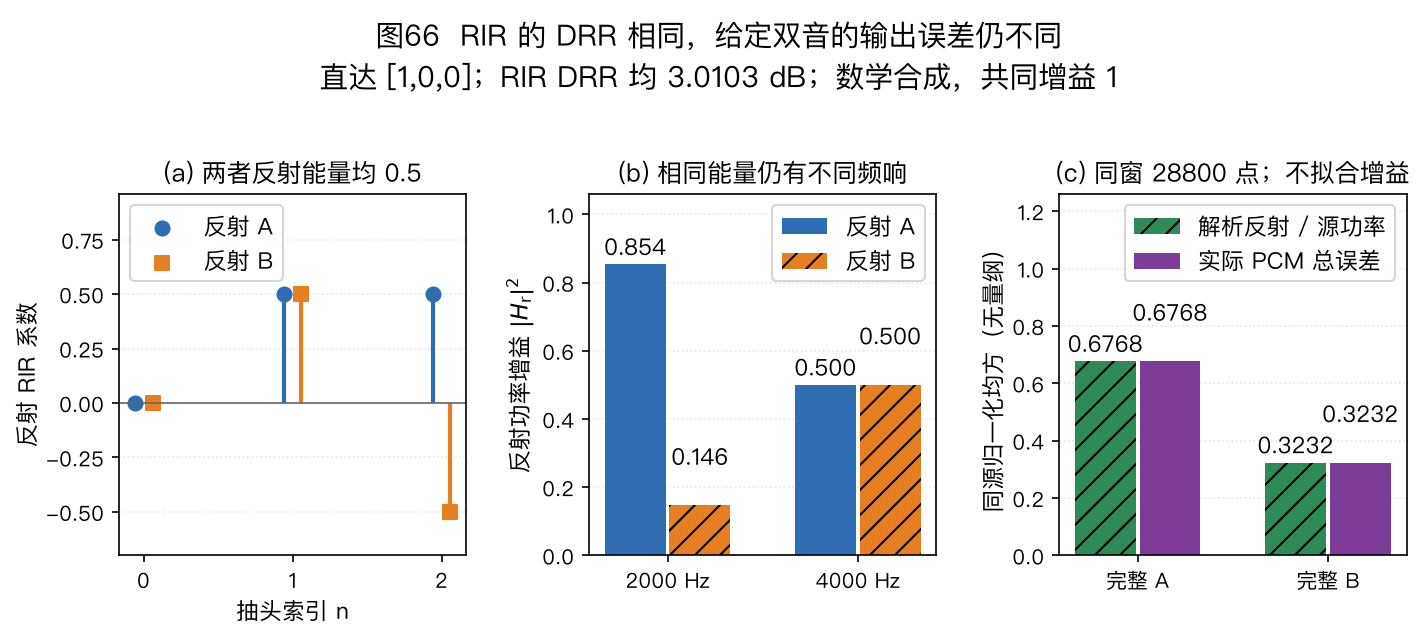 图66 RIR 的 DRR 相同，给定双音的输出误差仍不同
直达 [1,0,0]；RIR DRR 均 3.0103 dB；数学合成，共同增益 1
(a) 两者反射能量均 0.5
反射 A
反射 B
反射 RIR 系数
0.75
0.50
0.25
0.00
−0.25
−0.50
0
1
2
抽头索引 n
(b) 相同能量仍有不同频响
反射 A
反射 B
反射功率增益 |Hr|²
1.0
0.8
0.6
0.4
0.2
0.0
0.854
0.146
0.500
0.500
2000 Hz
4000 Hz
(c) 同窗 28800 点；不拟合增益
解析反射 / 源功率
实际 PCM 总误差
同源归一化均方（无量纲）
1.2
1.0
0.8
0.6
0.4
0.2
0.0
0.6768
0.6768
0.3232
0.3232
完整 A
完整 B